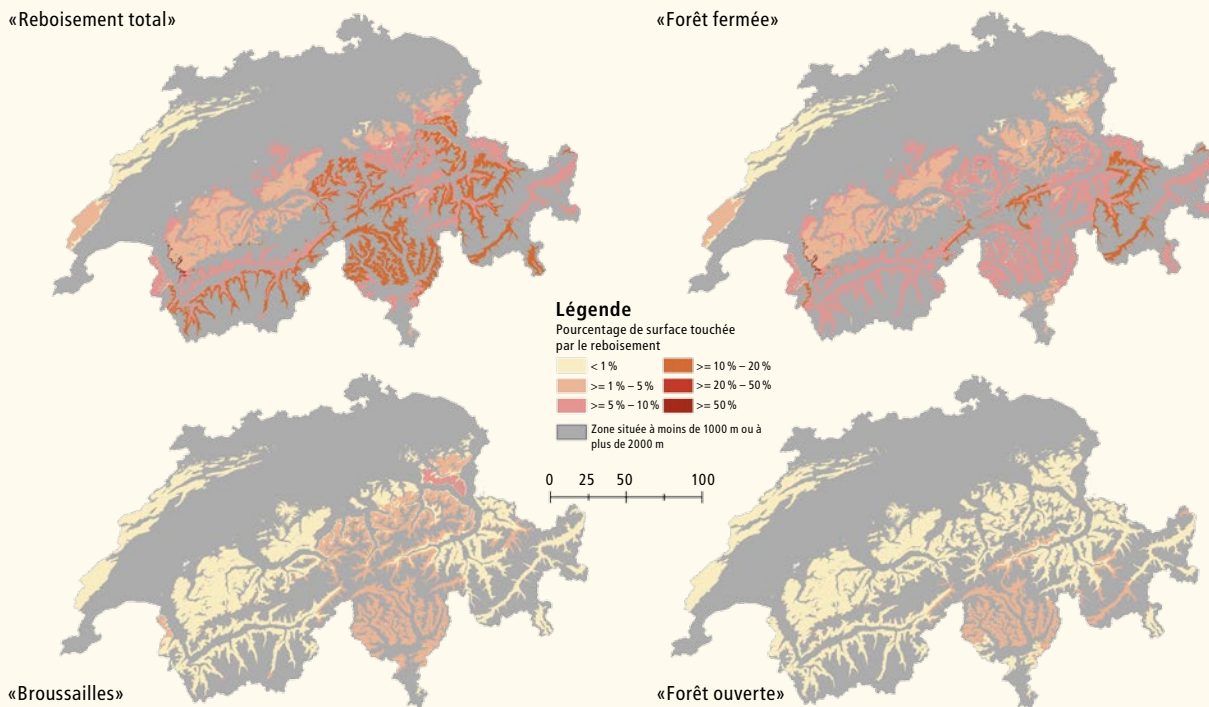 «Reboisement total»
«Forêt fermée»
Légende
Pourcentage de surface touchée
par le reboisement
< 1 %
>= 1 % – 5 %
>= 5 % – 10 %
>= 10 % – 20 %
>= 20 % – 50 %
>= 50 %
Zone située à moins de 1000 m ou à
plus de 2000 m
0 25 50 100
«Broussailles»
«Forêt ouverte»